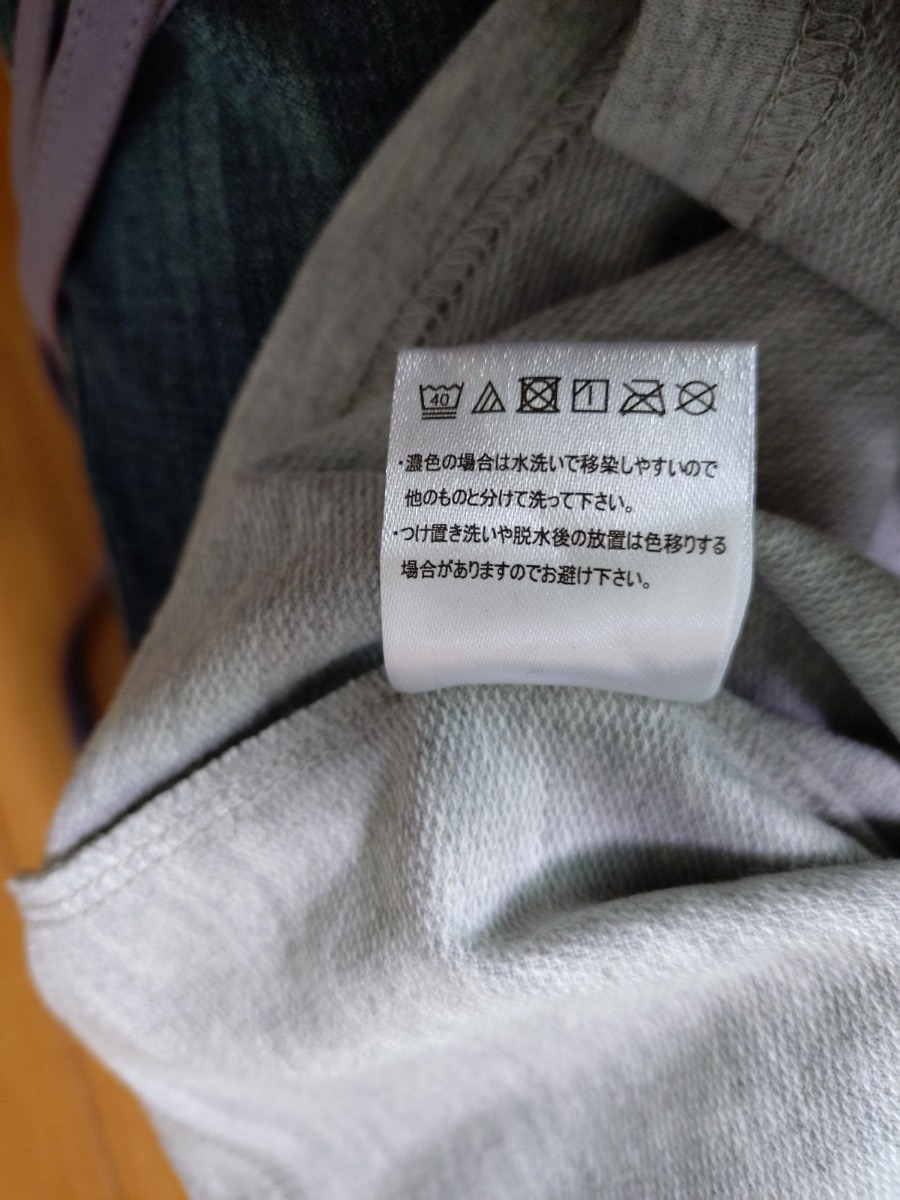 40
・濃色の場合は水洗いで移染しやすいので
他のものと分けて洗って下さい。
・つけ置き洗いや脱水後の放置は色移りする
場合がありますのでお避け下さい。